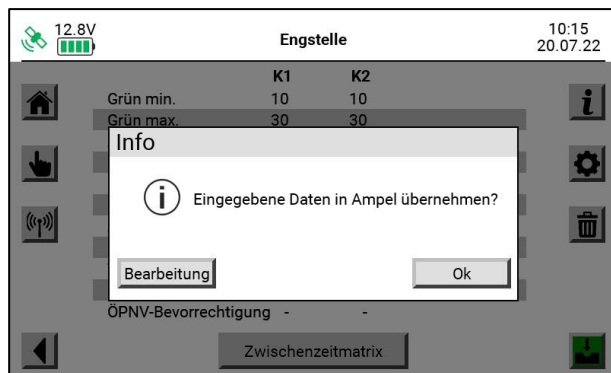 12.8V
Engstelle
10:15
20.07.22
K1 K2
Grün min. 10 10
Grün max. 30 30
Info
Eingegebene Daten in Ampel übernehmen?
Bearbeitung
Ok
ÖPNV-Bevorrechtigung - -
Zwischenzeitmatrix